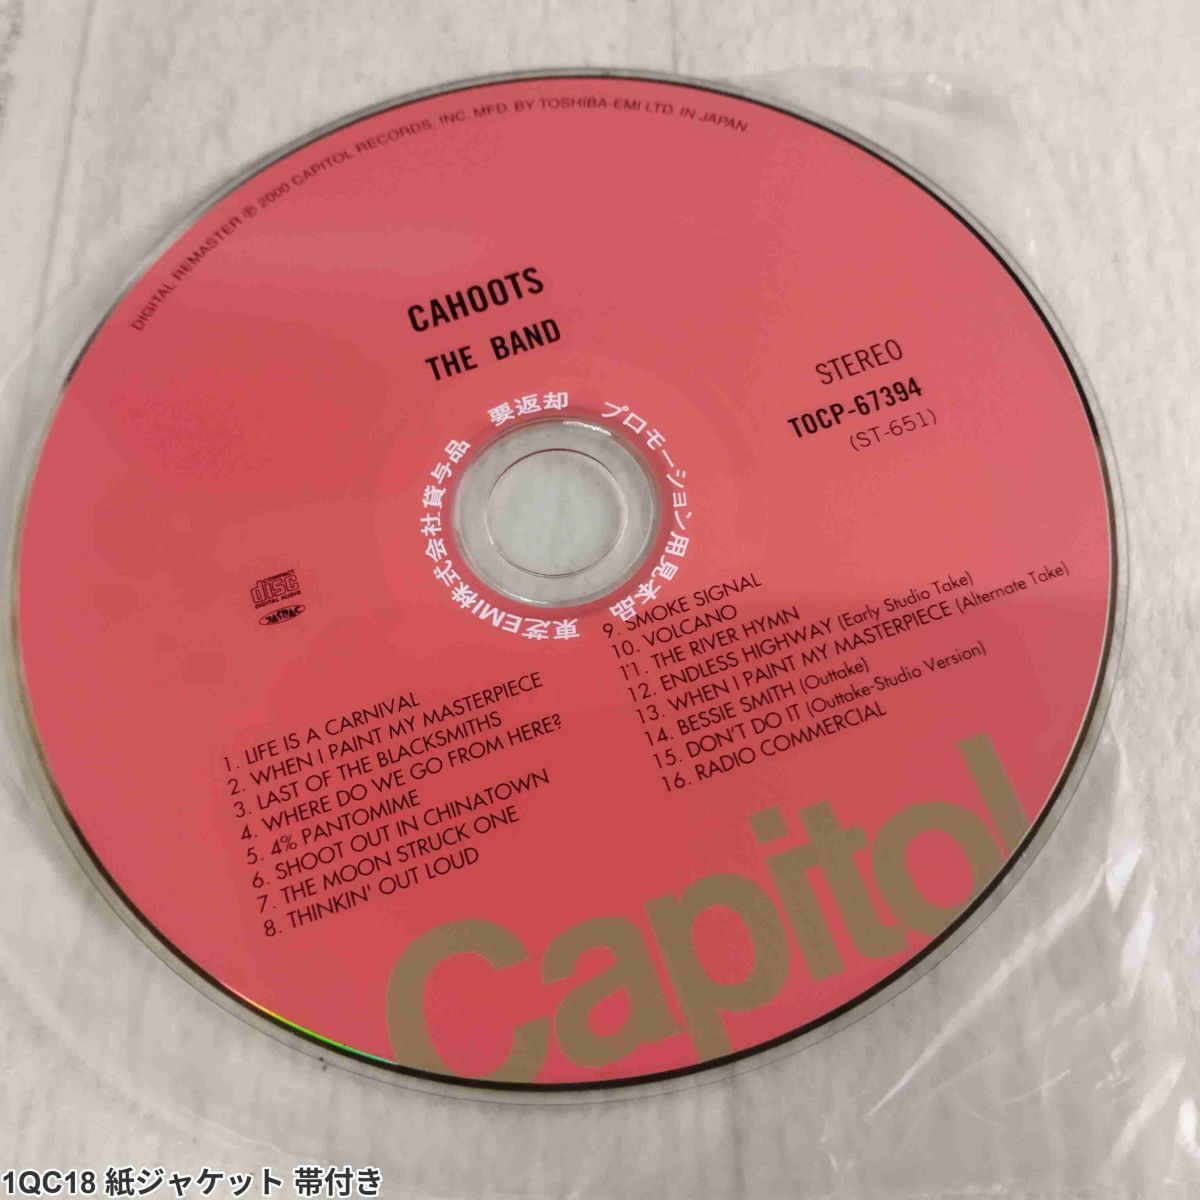 DIGITAL REMASTER ℗ 2000 CAPITOL RECORDS, INC. MFD. BY TOSHIBA-EMI LTD. IN JAPAN.
CAHOOTS
THE BAND
STEREO
TOCP-67394
(ST-651)
東芝EMI株式会社貸与品 要返却 プロモーション用見本品
COMPACT
disc
DIGITAL AUDIO
JASRAC
1. LIFE IS A CARNIVAL
2. WHEN I PAINT MY MASTERPIECE
3. LAST OF THE BLACKSMITHS
4. WHERE DO WE GO FROM HERE?
5. 4% PANTOMIME
6. SHOOT OUT IN CHINATOWN
7. THE MOON STRUCK ONE
8. THINKIN' OUT LOUD
9. SMOKE SIGNAL
10. VOLCANO
11. THE RIVER HYMN
12. ENDLESS HIGHWAY (Early Studio Take)
13. WHEN I PAINT MY MASTERPIECE (Alternate Take)
14. BESSIE SMITH (Outtake)
15. DON'T DO IT (Outtake-Studio Version)
16. RADIO COMMERCIAL
Capitol
1QC18 紙ジャケット 帯付き